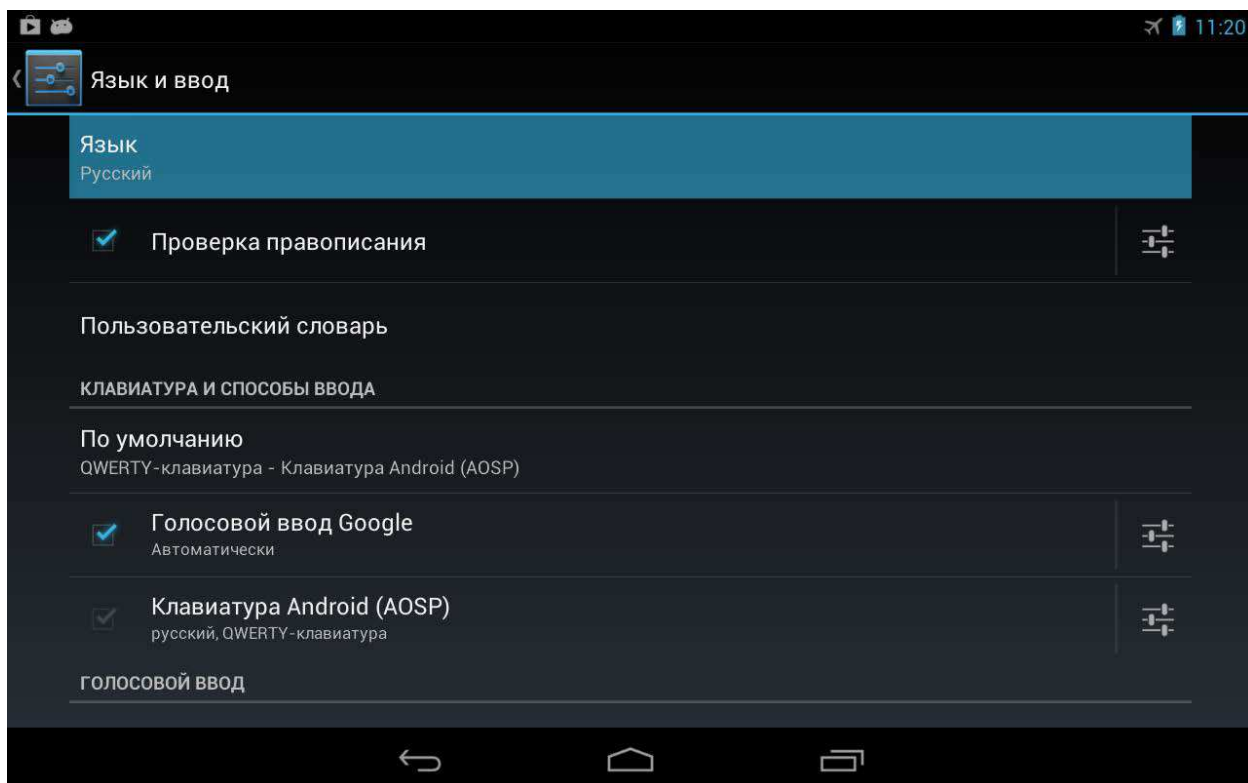 11:20
Язык и ввод
Язык
Русский
Проверка правописания
Пользовательский словарь
КЛАВИАТУРА И СПОСОБЫ ВВОДА
По умолчанию
QWERTY-клавиатура - Клавиатура Android (AOSP)
Голосовой ввод Google
Автоматически
Клавиатура Android (AOSP)
русский, QWERTY-клавиатура
ГОЛОСОВОЙ ВВОД